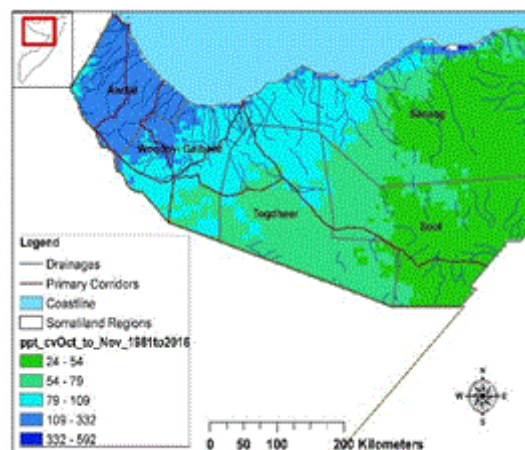 Awdal
Sanaag
Woqooyi Galbeed
Togdheer
Sool
Legend
Drainages
Primary Corridors
Coastline
Somaliland Regions
ppt_cvOct_to_Nov_1981to2016
24 - 54
54 - 79
79 - 109
109 - 332
332 - 592
N
W
E
S
0 50 100 200 Kilometers